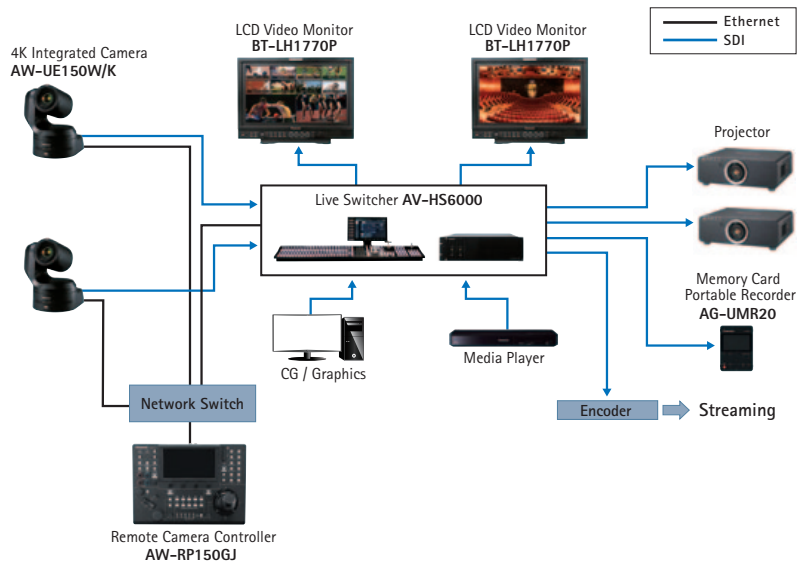 LCD Video Monitor
BT-LH1770P
LCD Video Monitor
BT-LH1770P
Ethernet
SDI
4K Integrated Camera
AW-UE150W/K
Projector
Live Switcher AV-HS6000
Memory Card
Portable Recorder
AG-UMR20
CG / Graphics
Media Player
Network Switch
Encoder
Streaming
Remote Camera Controller
AW-RP150GJ